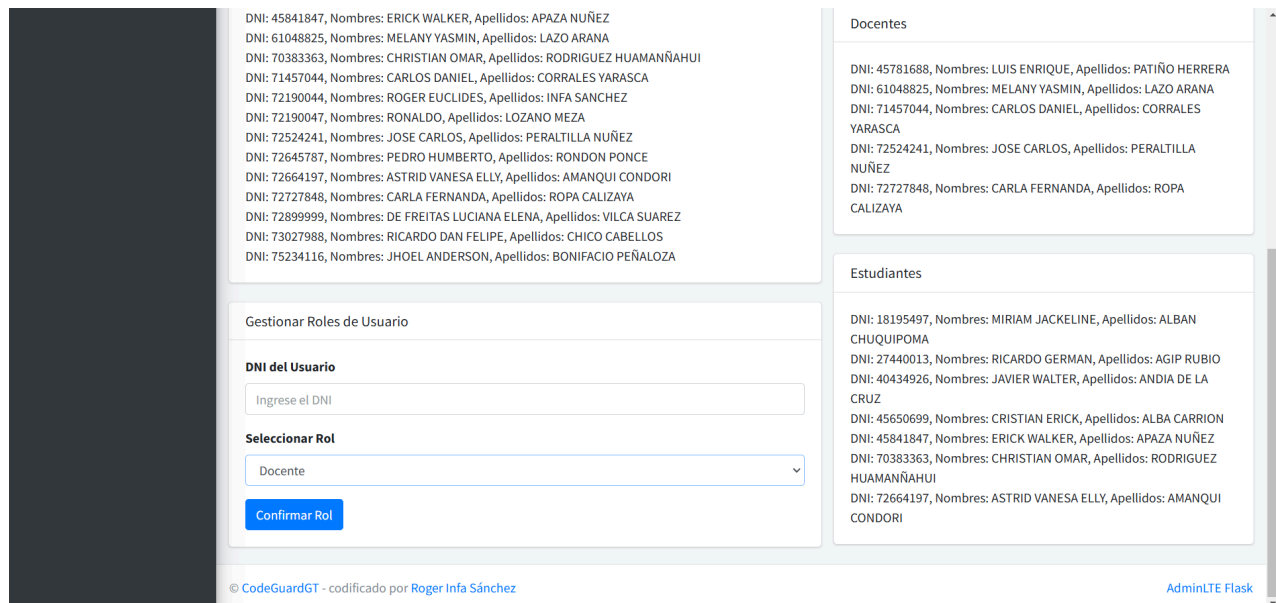 DNI: 45841847, Nombres: ERICK WALKER, Apellidos: APAZA NUÑEZ
DNI: 61048825, Nombres: MELANY YASMIN, Apellidos: LAZO ARANA
DNI: 70383363, Nombres: CHRISTIAN OMAR, Apellidos: RODRIGUEZ HUAMANÑAHUI
DNI: 71457044, Nombres: CARLOS DANIEL, Apellidos: CORRALES YARASCA
DNI: 72190044, Nombres: ROGER EUCLIDES, Apellidos: INFA SANCHEZ
DNI: 72190047, Nombres: RONALDO, Apellidos: LOZANO MEZA
DNI: 72524241, Nombres: JOSE CARLOS, Apellidos: PERALTILLA NUÑEZ
DNI: 72645787, Nombres: PEDRO HUMBERTO, Apellidos: RONDON PONCE
DNI: 72664197, Nombres: ASTRID VANESA ELLY, Apellidos: AMANQUI CONDORI
DNI: 72727848, Nombres: CARLA FERNANDA, Apellidos: ROPA CALIZAYA
DNI: 72899999, Nombres: DE FREITAS LUCIANA ELENA, Apellidos: VILCA SUAREZ
DNI: 73027988, Nombres: RICARDO DAN FELIPE, Apellidos: CHICO CABELLOS
DNI: 75234116, Nombres: JHOEL ANDERSON, Apellidos: BONIFACIO PEÑALOZA
Gestionar Roles de Usuario
DNI del Usuario
Ingrese el DNI
Seleccionar Rol
Docente
Confirmar Rol
Docentes
DNI: 45781688, Nombres: LUIS ENRIQUE, Apellidos: PATIÑO HERRERA
DNI: 61048825, Nombres: MELANY YASMIN, Apellidos: LAZO ARANA
DNI: 71457044, Nombres: CARLOS DANIEL, Apellidos: CORRALES
YARASCA
DNI: 72524241, Nombres: JOSE CARLOS, Apellidos: PERALTILLA
NUÑEZ
DNI: 72727848, Nombres: CARLA FERNANDA, Apellidos: ROPA
CALIZAYA
Estudiantes
DNI: 18195497, Nombres: MIRIAM JACKELINE, Apellidos: ALBAN
CHUQUIPOMA
DNI: 27440013, Nombres: RICARDO GERMAN, Apellidos: AGIP RUBIO
DNI: 40434926, Nombres: JAVIER WALTER, Apellidos: ANDIA DE LA
CRUZ
DNI: 45650699, Nombres: CRISTIAN ERICK, Apellidos: ALBA CARRION
DNI: 45841847, Nombres: ERICK WALKER, Apellidos: APAZA NUÑEZ
DNI: 70383363, Nombres: CHRISTIAN OMAR, Apellidos: RODRIGUEZ
HUAMANÑAHUI
DNI: 72664197, Nombres: ASTRID VANESA ELLY, Apellidos: AMANQUI
CONDORI
© CodeGuardGT - codificado por Roger Infa Sánchez
AdminLTE Flask